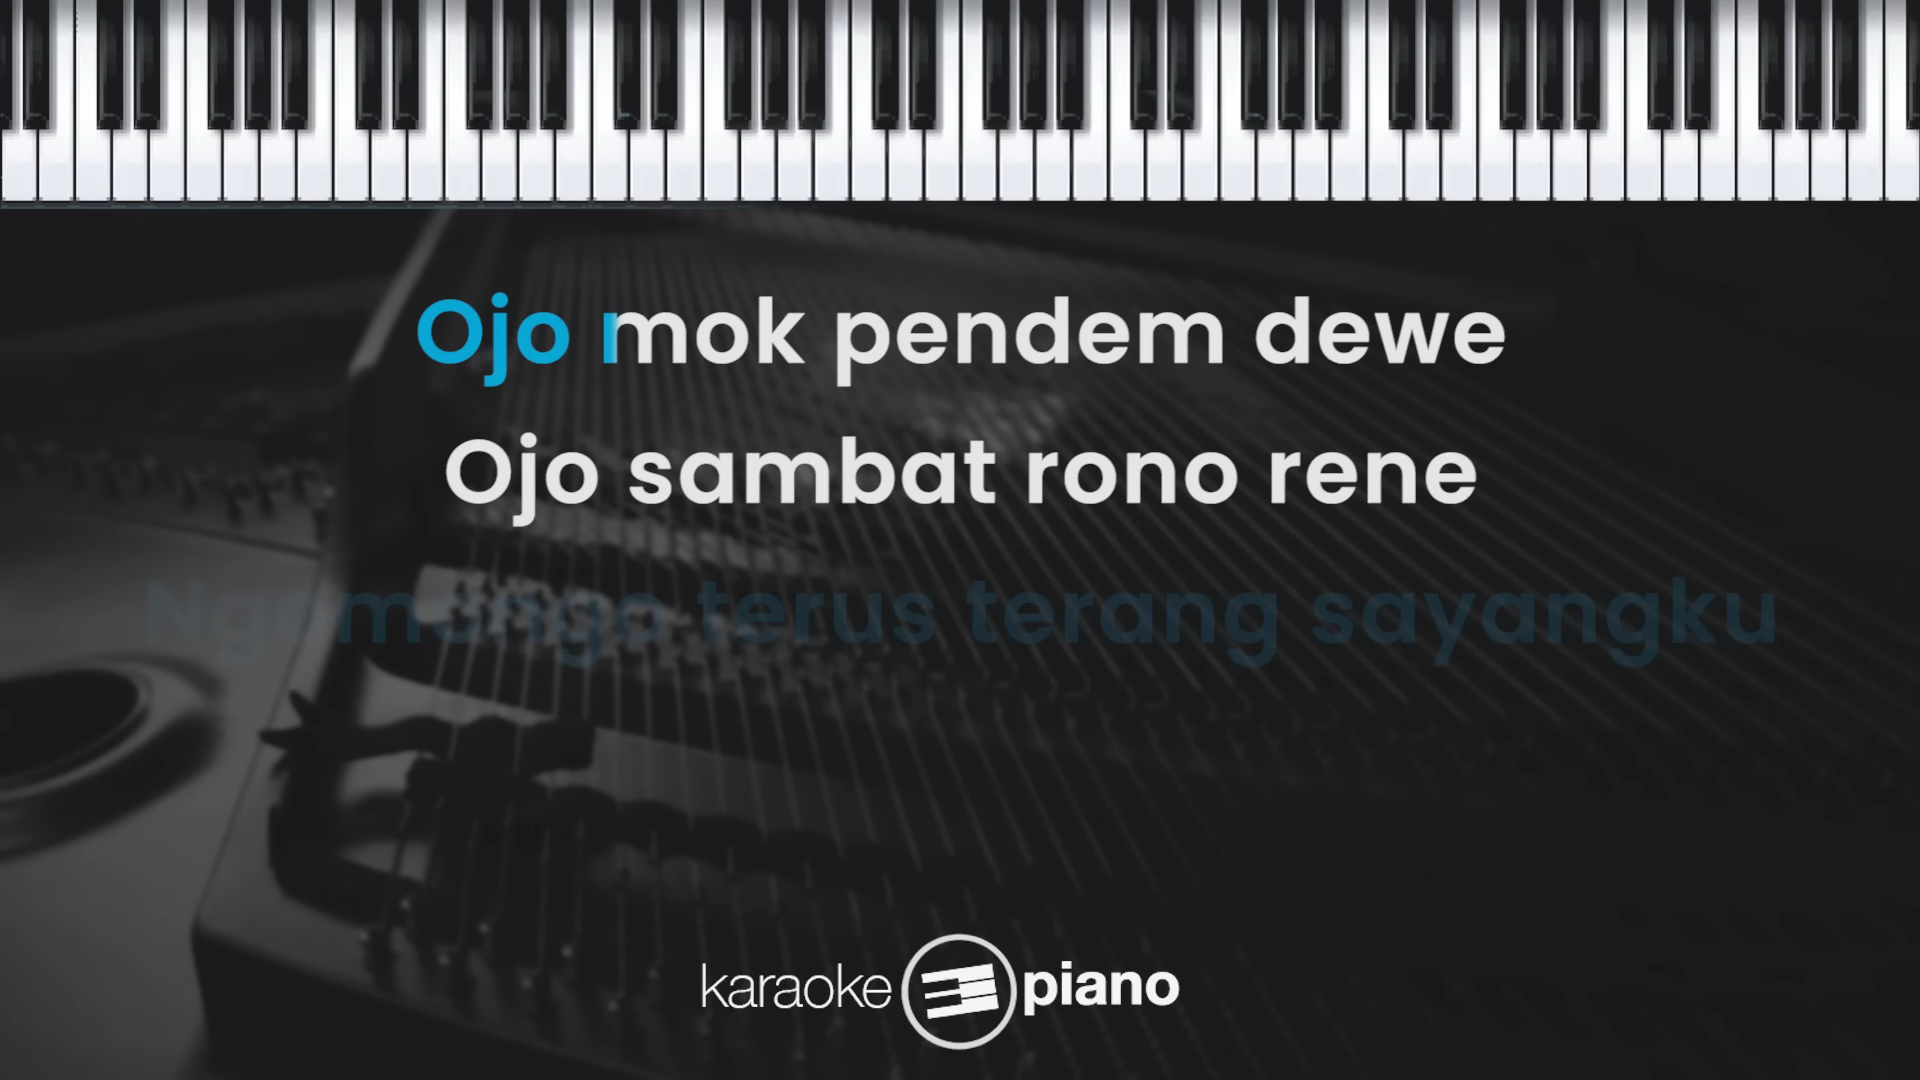 Ojo mok pendem dewe
Ojo sambat rono rene
Ngomongo terus terang sayangku
karaoke piano